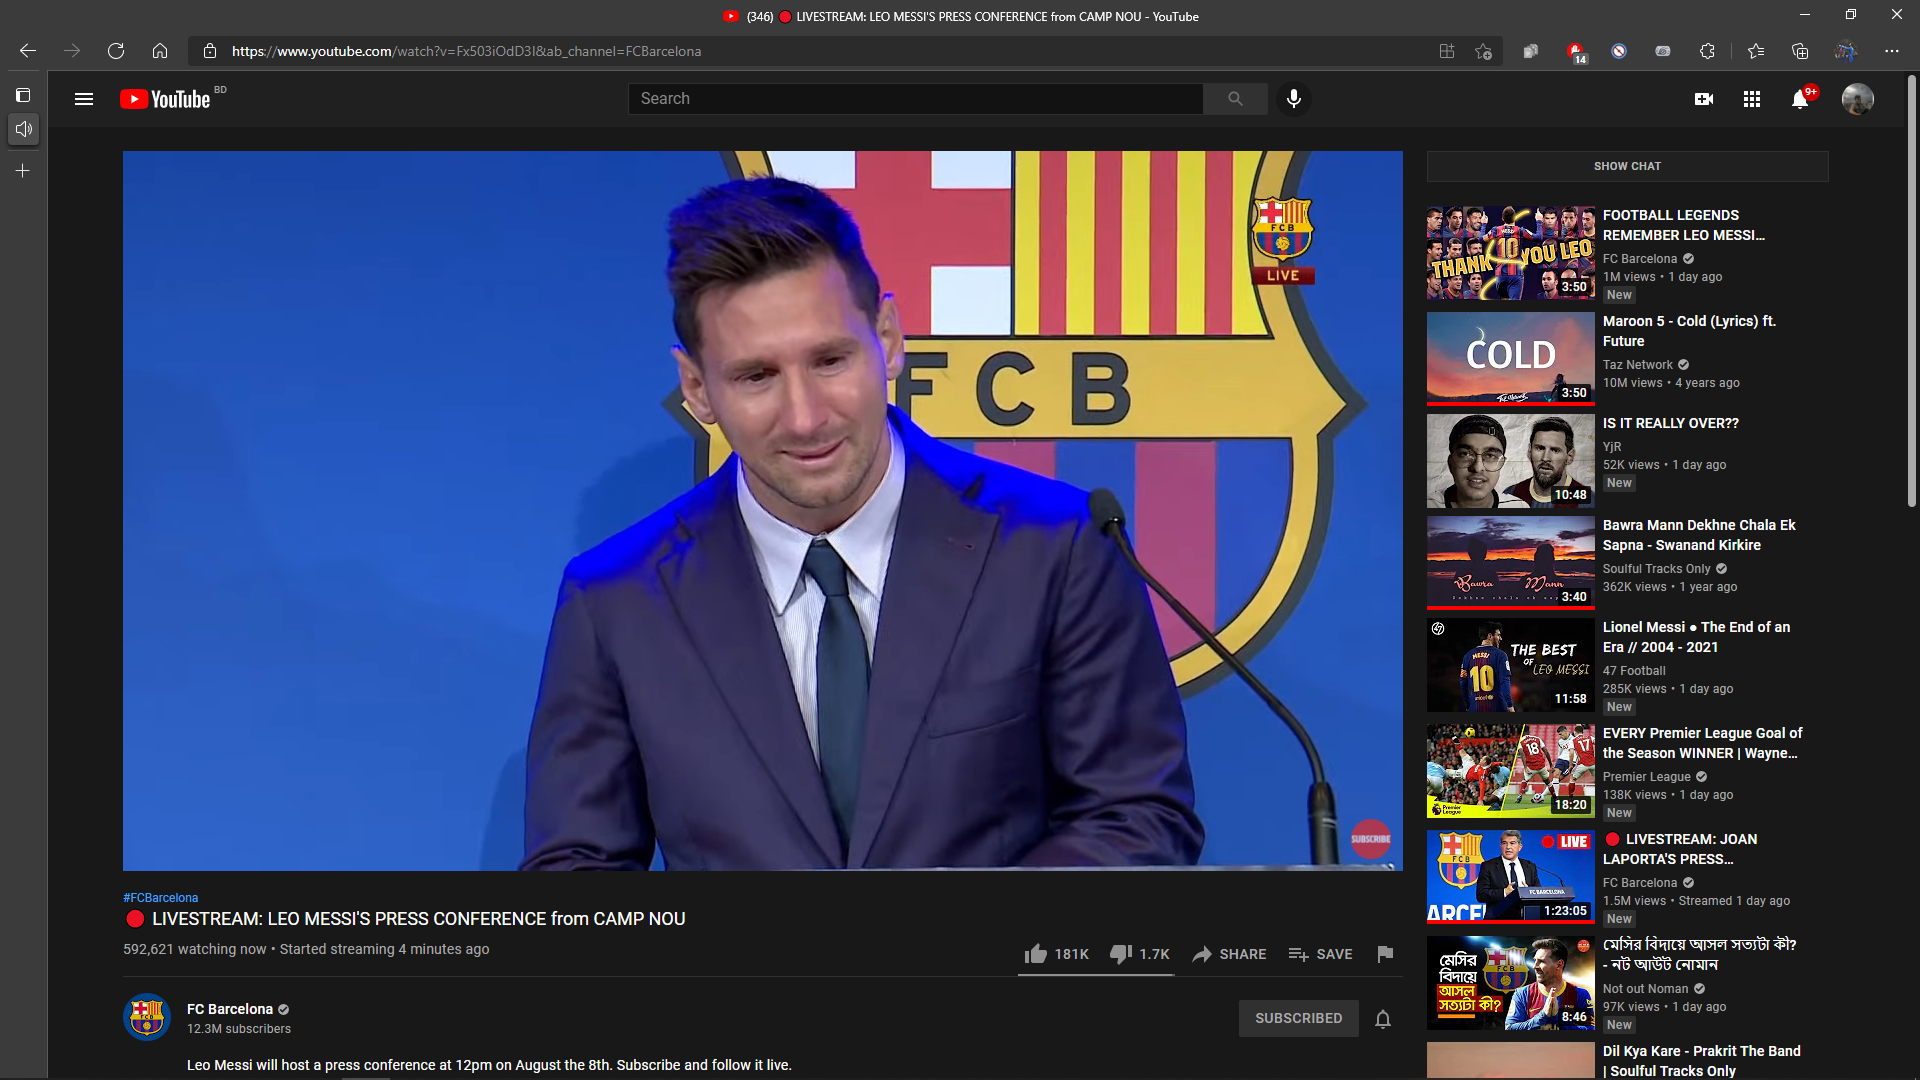 (346) 🔴 LIVESTREAM: LEO MESSI'S PRESS CONFERENCE from CAMP NOU - YouTube
https://www.youtube.com/watch?v=Fx503iOdD3I&ab_channel=FCBarcelona
14
YouTube BD
Search
9+
FCB
FCB
LIVE
SUBSCRIBE
#FCBarcelona
🔴 LIVESTREAM: LEO MESSI'S PRESS CONFERENCE from CAMP NOU
592,621 watching now • Started streaming 4 minutes ago
181K
1.7K
SHARE
SAVE
FC Barcelona
12.3M subscribers
SUBSCRIBED
Leo Messi will host a press conference at 12pm on August the 8th. Subscribe and follow it live.
SHOW CHAT
THANK YOU LEO
10
3:50
FOOTBALL LEGENDS
REMEMBER LEO MESSI...
FC Barcelona
1M views • 1 day ago
New
COLD
3:50
Maroon 5 - Cold (Lyrics) ft.
Future
Taz Network
10M views • 4 years ago
10:48
IS IT REALLY OVER??
YjR
52K views • 1 day ago
New
Bawra Mann
3:40
Bawra Mann Dekhne Chala Ek
Sapna - Swanand Kirkire
Soulful Tracks Only
362K views • 1 year ago
47
MESSI
10
THE BEST
OF LEO MESSI
11:58
Lionel Messi ● The End of an
Era // 2004 - 2021
47 Football
285K views • 1 day ago
New
18
17
Premier
League
18:20
EVERY Premier League Goal of
the Season WINNER | Wayne...
Premier League
138K views • 1 day ago
New
FCB
LIVE
FC BARCELONA
ARCE
1:23:05
🔴 LIVESTREAM: JOAN
LAPORTA'S PRESS...
FC Barcelona
1.5M views • Streamed 1 day ago
New
মেসির
বিদায়ে
আসল
সত্যটা কী?
8:46
মেসির বিদায়ে আসল সত্যটা কী?
- নট আউট নোমান
Not out Noman
97K views • 1 day ago
New
Dil Kya Kare - Prakrit The Band
| Soulful Tracks Only